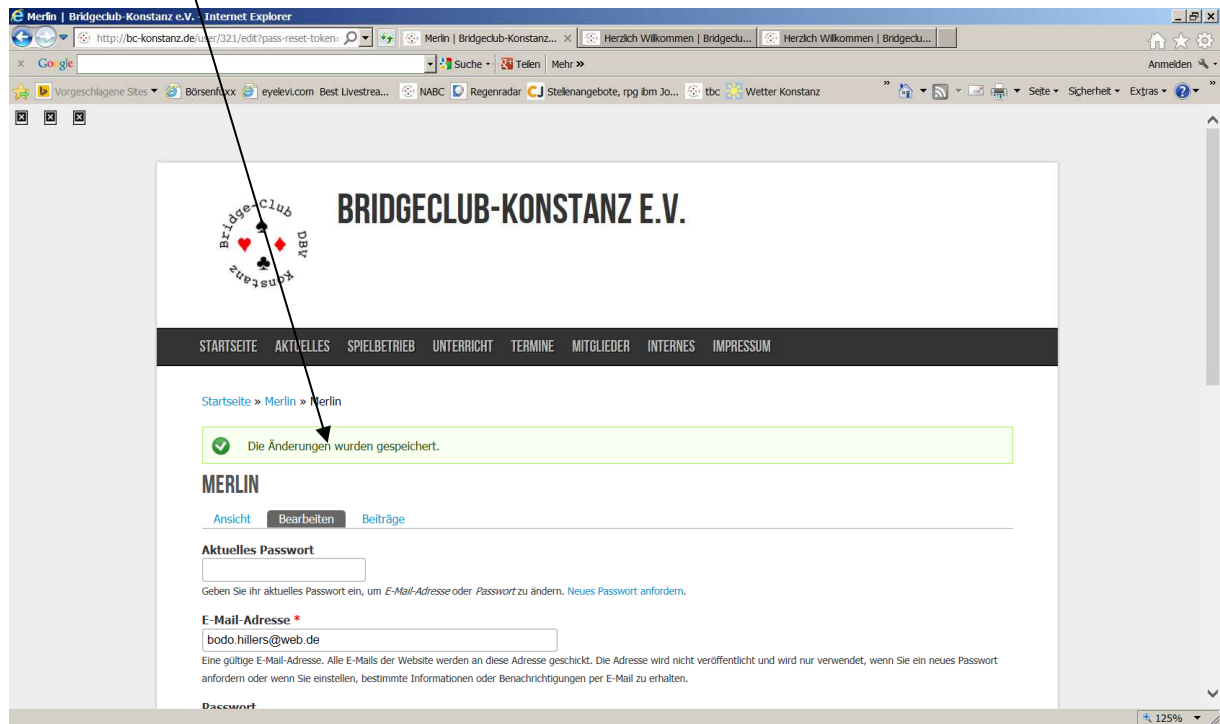 Merlin | Bridgeclub-Konstanz e.V. - Internet Explorer
http://bc-konstanz.de/user/321/edit?pass-reset-token=
Merlin | Bridgeclub-Konstanz...
Herzlich Willkommen | Bridgeclu...
Herzlich Willkommen | Bridgeclu...
Google
Suche
Teilen
Mehr »
Anmelden
Vorgeschlagene Sites
Börsenfoxx
eyelevi.com Best Livestrea...
NABC
Regenradar
CJ Stellenangebote, rpg ibm Jo...
tbc
Wetter Konstanz
»
Seite
Sicherheit
Extras
»
Bridge-Club
DBV
Konstanz
BRIDGECLUB-KONSTANZ E.V.
STARTSEITE AKTUELLES SPIELBETRIEB UNTERRICHT TERMINE MITGLIEDER INTERNES IMPRESSUM
Startseite » Merlin » Merlin
Die Änderungen wurden gespeichert.
MERLIN
Ansicht Bearbeiten Beiträge
Aktuelles Passwort
Geben Sie ihr aktuelles Passwort ein, um E-Mail-Adresse oder Passwort zu ändern. Neues Passwort anfordern.
E-Mail-Adresse *
bodo.hillers@web.de
Eine gültige E-Mail-Adresse. Alle E-Mails der Website werden an diese Adresse geschickt. Die Adresse wird nicht veröffentlicht und wird nur verwendet, wenn Sie ein neues Passwort
anfordern oder wenn Sie einstellen, bestimmte Informationen oder Benachrichtigungen per E-Mail zu erhalten.
Passwort
125%